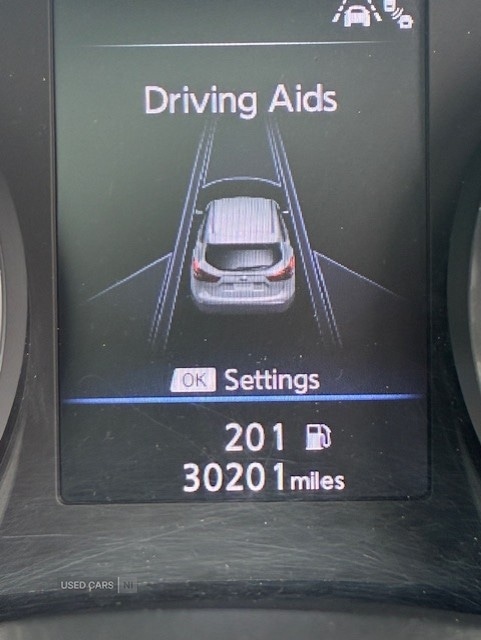 Driving Aids
OK Settings
201
30201 miles
USED CARS NI